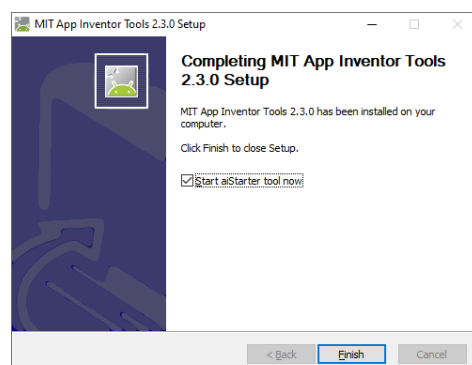 MIT App Inventor Tools 2.3.0 Setup
Completing MIT App Inventor Tools
2.3.0 Setup
MIT App Inventor Tools 2.3.0 has been installed on your
computer.
Click Finish to close Setup.
Start aiStarter tool now
< Back
Finish
Cancel